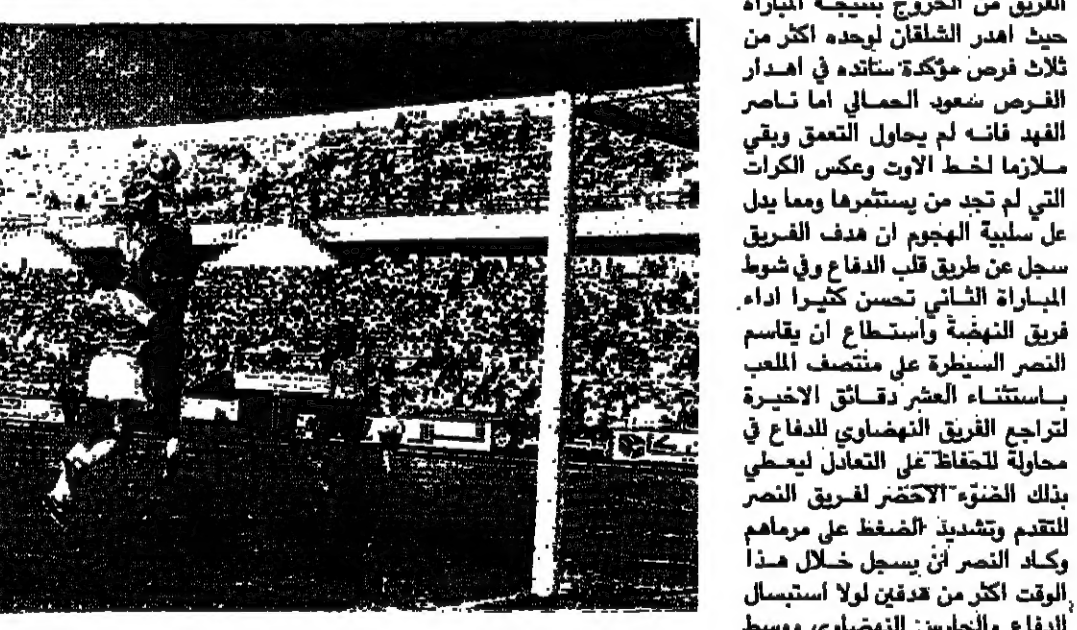 الفريق من الخروج بنتيجة المباراة
حيث اهدر الشلقان لوحده اكثر من
ثلاث فرص مؤكدة سانده في اهدار
الفرص سعود الحمالي اما ناصر
الفهد فانه لم يحاول التعمق وبقي
ملازما لخط الاوت وعكس الكرات
التي لم تجد من يستثمرها ومما يدل
على سلبية الهجوم ان هدف الفريق
سجل عن طريق قلب الدفاع وفي شوط
المباراة الثاني تحسن كثيرا اداء
فريق النهضة واستطاع ان يقاسم
النصر السيطرة على منتصف الملعب
باستثناء العشر دقائق الاخيرة
لتراجع الفريق النهضاوي للدفاع في
محاولة للحفاظ على التعادل ليعطي
بذلك الضوء الاخضر لفريق النصر
للتقدم وتشديد الضغط على مرماهم
وكاد النصر ان يسجل خلال هذا
الوقت اكثر من هدفين لولا استبسال
الدفاع والحارس النهضاوي ووسط